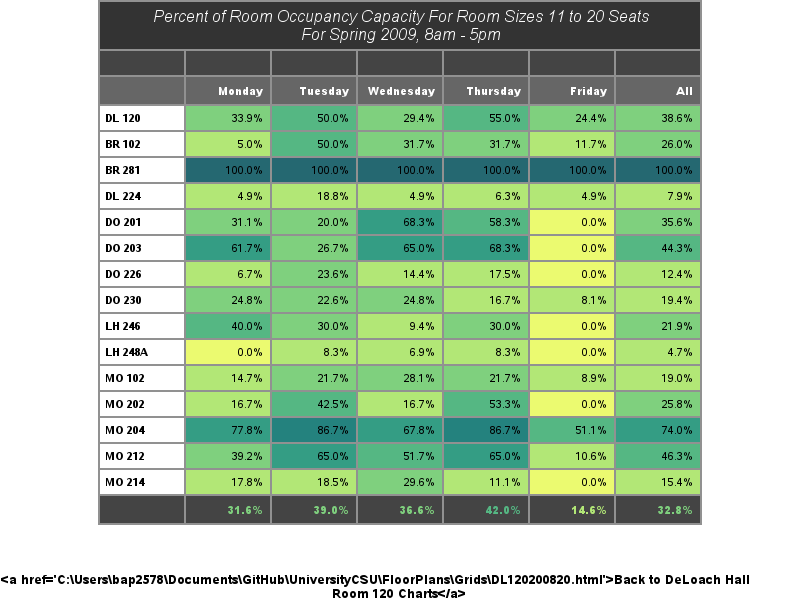 Percent of Room Occupancy Capacity For Room Sizes 11 to 20 Seats
For Spring 2009, 8am - 5pm
Monday Tuesday Wednesday Thursday Friday All
DL 120 33.9% 50.0% 29.4% 55.0% 24.4% 38.6%
BR 102 5.0% 50.0% 31.7% 31.7% 11.7% 26.0%
BR 281 100.0% 100.0% 100.0% 100.0% 100.0% 100.0%
DL 224 4.9% 18.8% 4.9% 6.3% 4.9% 7.9%
DO 201 31.1% 20.0% 68.3% 58.3% 0.0% 35.6%
DO 203 61.7% 26.7% 65.0% 68.3% 0.0% 44.3%
DO 226 6.7% 23.6% 14.4% 17.5% 0.0% 12.4%
DO 230 24.8% 22.6% 24.8% 16.7% 8.1% 19.4%
LH 246 40.0% 30.0% 9.4% 30.0% 0.0% 21.9%
LH 248A 0.0% 8.3% 6.9% 8.3% 0.0% 4.7%
MO 102 14.7% 21.7% 28.1% 21.7% 8.9% 19.0%
MO 202 16.7% 42.5% 16.7% 53.3% 0.0% 25.8%
MO 204 77.8% 86.7% 67.8% 86.7% 51.1% 74.0%
MO 212 39.2% 65.0% 51.7% 65.0% 10.6% 46.3%
MO 214 17.8% 18.5% 29.6% 11.1% 0.0% 15.4%
31.6% 39.0% 36.6% 42.0% 14.6% 32.8%
<a href='C:\Users\bap2578\Documents\GitHub\UniversityCSU\FloorPlans\Grids\DL120200820.html'>Back to DeLoach Hall
Room 120 Charts</a>